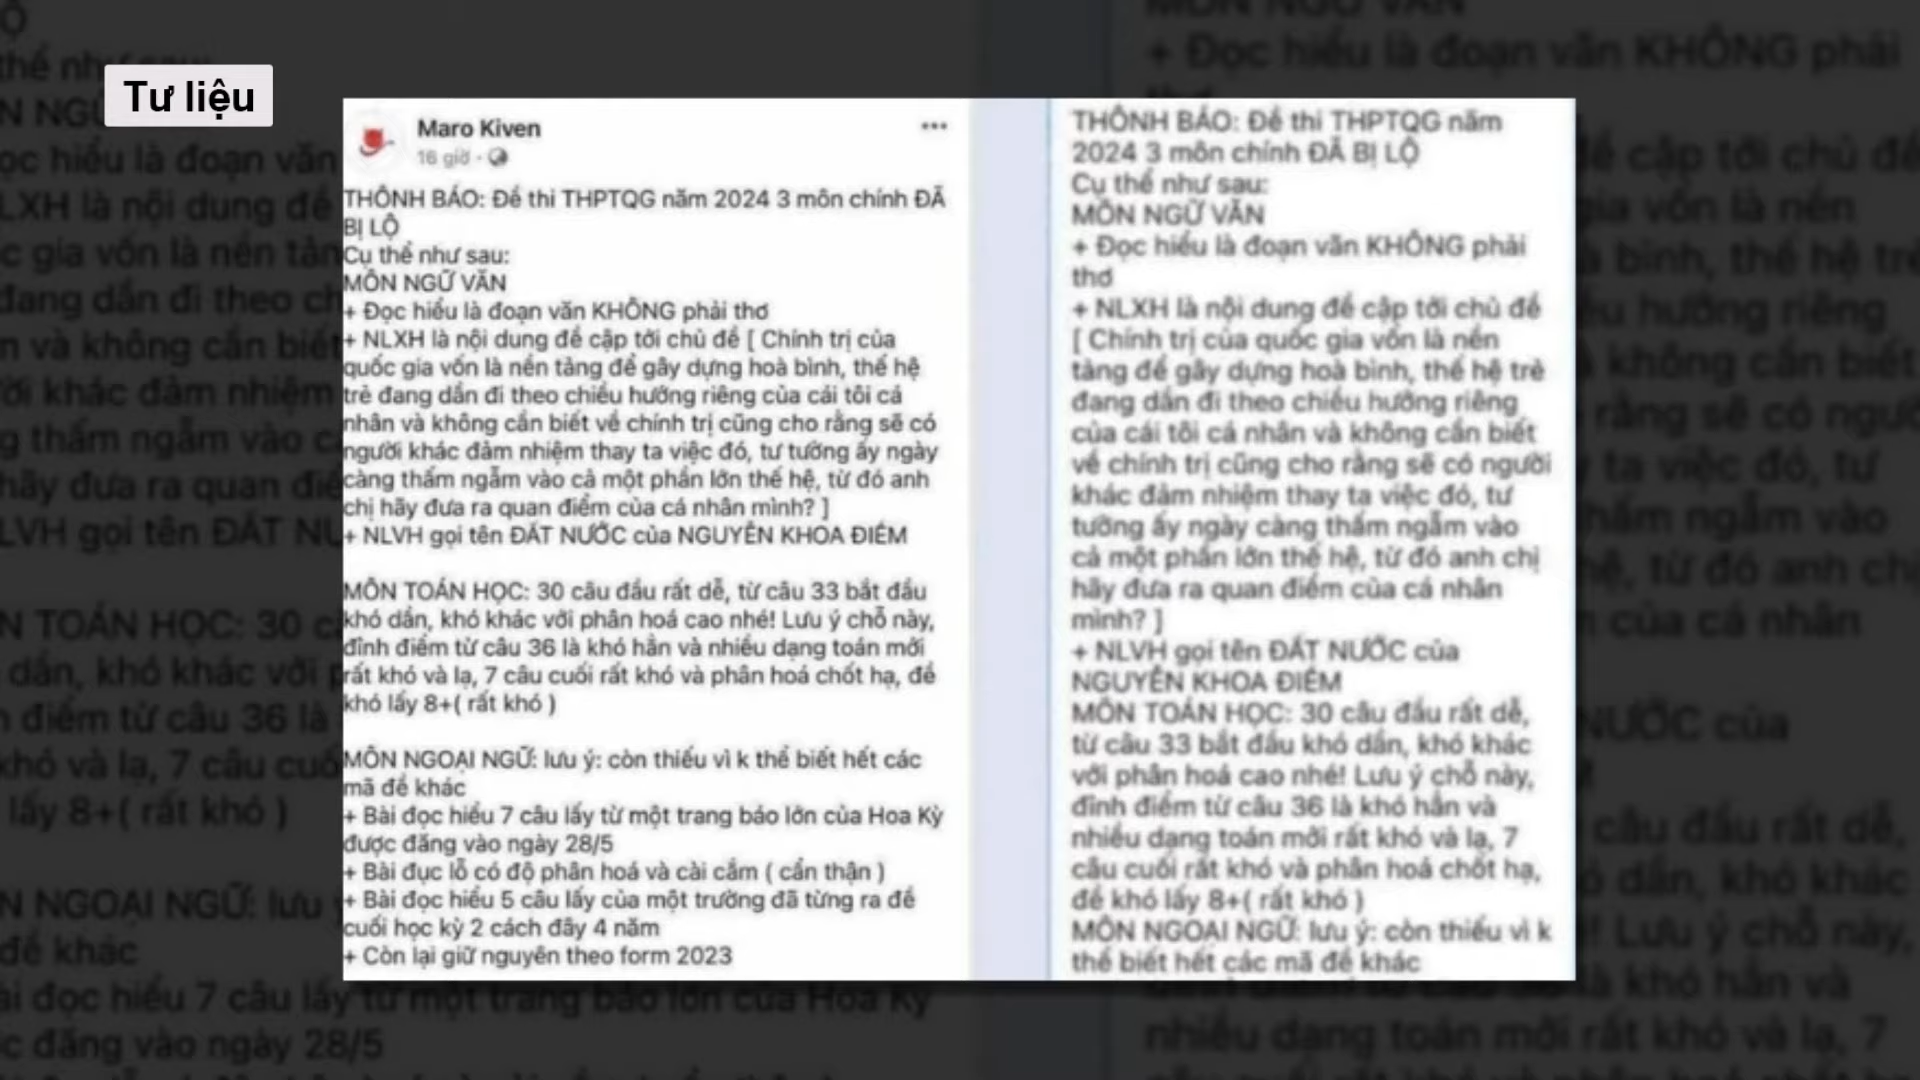 Tư liệu
Maro Kiven
16 giờ
THÔNH BÁO: Đề thi THPTQG năm 2024 3 môn chính ĐÃ
BỊ LỘ
Cụ thể như sau:
MÔN NGỮ VĂN
+ Đọc hiểu là đoạn văn KHÔNG phải thơ
+ NLXH là nội dung đề cập tới chủ đề [ Chính trị của
quốc gia vốn là nền tảng để gây dựng hoà bình, thế hệ
trẻ đang dần đi theo chiều hướng riêng của cái tôi cá
nhân và không cần biết về chính trị cũng cho rằng sẽ có
người khác đảm nhiệm thay ta việc đó, tư tưởng ấy ngày
càng thấm ngẫm vào cả một phần lớn thế hệ, từ đó anh
chị hãy đưa ra quan điểm của cá nhân mình? ]
+ NLVH gọi tên ĐẤT NƯỚC của NGUYỄN KHOA ĐIỀM
MÔN TOÁN HỌC: 30 câu đầu rất dễ, từ câu 33 bắt đầu
khó dần, khó khác với phân hoá cao nhé! Lưu ý chỗ này,
đỉnh điểm từ câu 36 là khó hẳn và nhiều dạng toán mới
rất khó và lạ, 7 câu cuối rất khó và phân hoá chốt hạ, đề
khó lấy 8+( rất khó )
MÔN NGOẠI NGỮ: lưu ý: còn thiếu vì k thể biết hết các
mã đề khác
+ Bài đọc hiểu 7 câu lấy từ một trang báo lớn của Hoa Kỳ
được đăng vào ngày 28/5
+ Bài đục lỗ có độ phân hoá và cài cắm ( cẩn thận )
+ Bài đọc hiểu 5 câu lấy của một trường đã từng ra đề
cuối học kỳ 2 cách đây 4 năm
+ Còn lại giữ nguyên theo form 2023
THÔNH BÁO: Đề thi THPTQG năm
2024 3 môn chính ĐÃ BỊ LỘ
Cụ thể như sau:
MÔN NGỮ VĂN
+ Đọc hiểu là đoạn văn KHÔNG phải
thơ
+ NLXH là nội dung đề cập tới chủ đề
[ Chính trị của quốc gia vốn là nền
tảng để gây dựng hoà bình, thế hệ trẻ
đang dần đi theo chiều hướng riêng
của cái tôi cá nhân và không cần biết
về chính trị cũng cho rằng sẽ có người
khác đảm nhiệm thay ta việc đó, tư
tưởng ấy ngày càng thấm ngẫm vào
cả một phần lớn thế hệ, từ đó anh chị
hãy đưa ra quan điểm của cá nhân
mình? ]
+ NLVH gọi tên ĐẤT NƯỚC của
NGUYỄN KHOA ĐIỀM
MÔN TOÁN HỌC: 30 câu đầu rất dễ,
từ câu 33 bắt đầu khó dần, khó khác
với phân hoá cao nhé! Lưu ý chỗ này,
đỉnh điểm từ câu 36 là khó hẳn và
nhiều dạng toán mới rất khó và lạ, 7
câu cuối rất khó và phân hoá chốt hạ,
đề khó lấy 8+( rất khó )
MÔN NGOẠI NGỮ: lưu ý: còn thiếu vì k
thể biết hết các mã đề khác